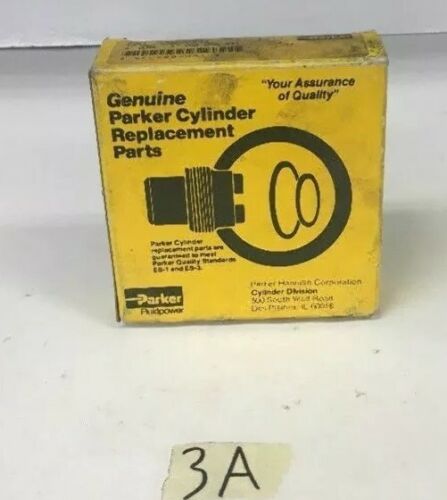 Genuine
Parker Cylinder
Replacement
Parts
"Your Assurance
of Quality"
Parker Cylinder
replacement parts are
guaranteed to meet
Parker Quality Standards
ES-1 and ES-3.
Parker
Fluidpower
Parker Hannifin Corporation
Cylinder Division
500 South Wolf Road
Des Plaines, IL 60016
3A